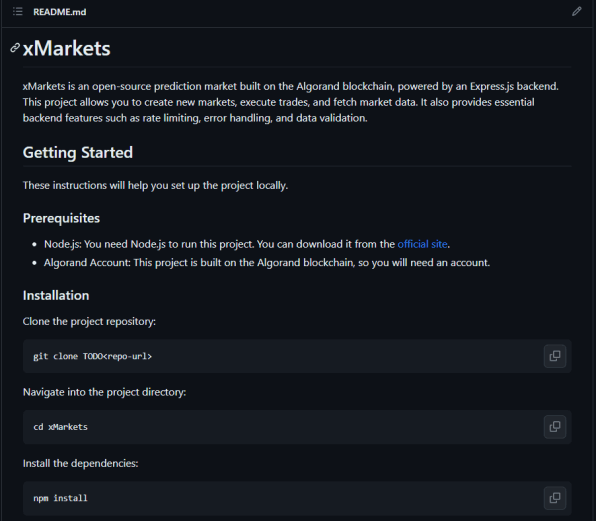 README.md
xMarkets
xMarkets is an open-source prediction market built on the Algorand blockchain, powered by an Express.js backend.
This project allows you to create new markets, execute trades, and fetch market data. It also provides essential
backend features such as rate limiting, error handling, and data validation.
Getting Started
These instructions will help you set up the project locally.
Prerequisites
• Node.js: You need Node.js to run this project. You can download it from the official site.
• Algorand Account: This project is built on the Algorand blockchain, so you will need an account.
Installation
Clone the project repository:
git clone TODO<repo-url>
Navigate into the project directory:
cd xMarkets
Install the dependencies:
npm install